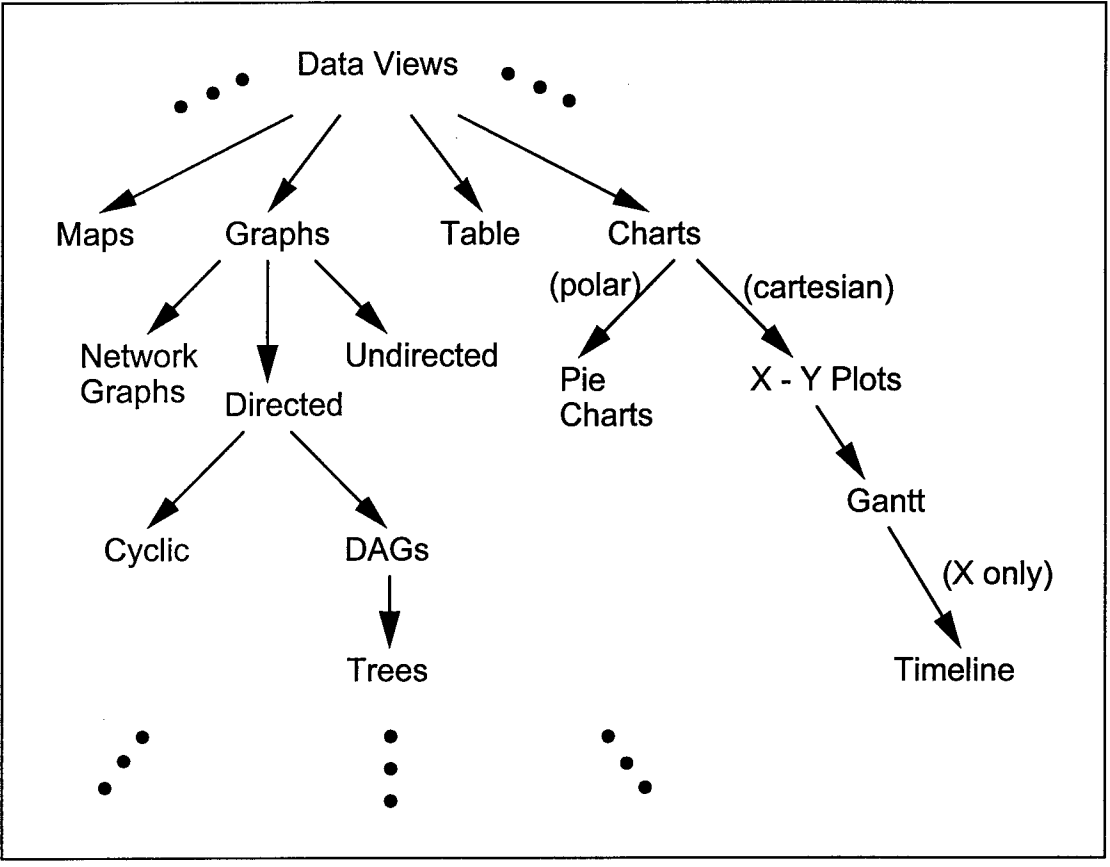 Data Views
Maps
Graphs
Table
Charts
(polar)
(cartesian)
Network
Graphs
Undirected
Directed
Pie
Charts
X - Y Plots
Gantt
Cyclic
DAGs
(X only)
Trees
Timeline